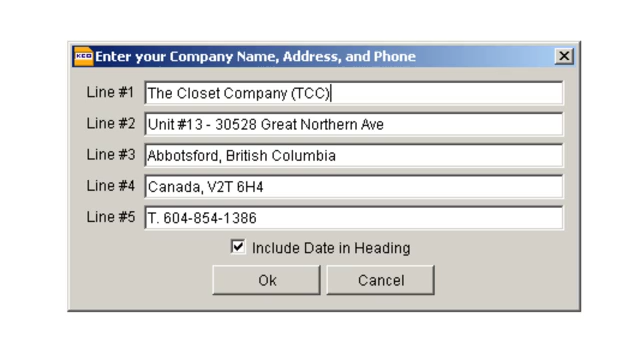 KCD Enter your Company Name, Address, and Phone
Line #1 The Closet Company (TCC)
Line #2 Unit #13 - 30528 Great Northern Ave
Line #3 Abbotsford, British Columbia
Line #4 Canada, V2T 6H4
Line #5 T. 604-854-1386
Include Date in Heading
Ok Cancel